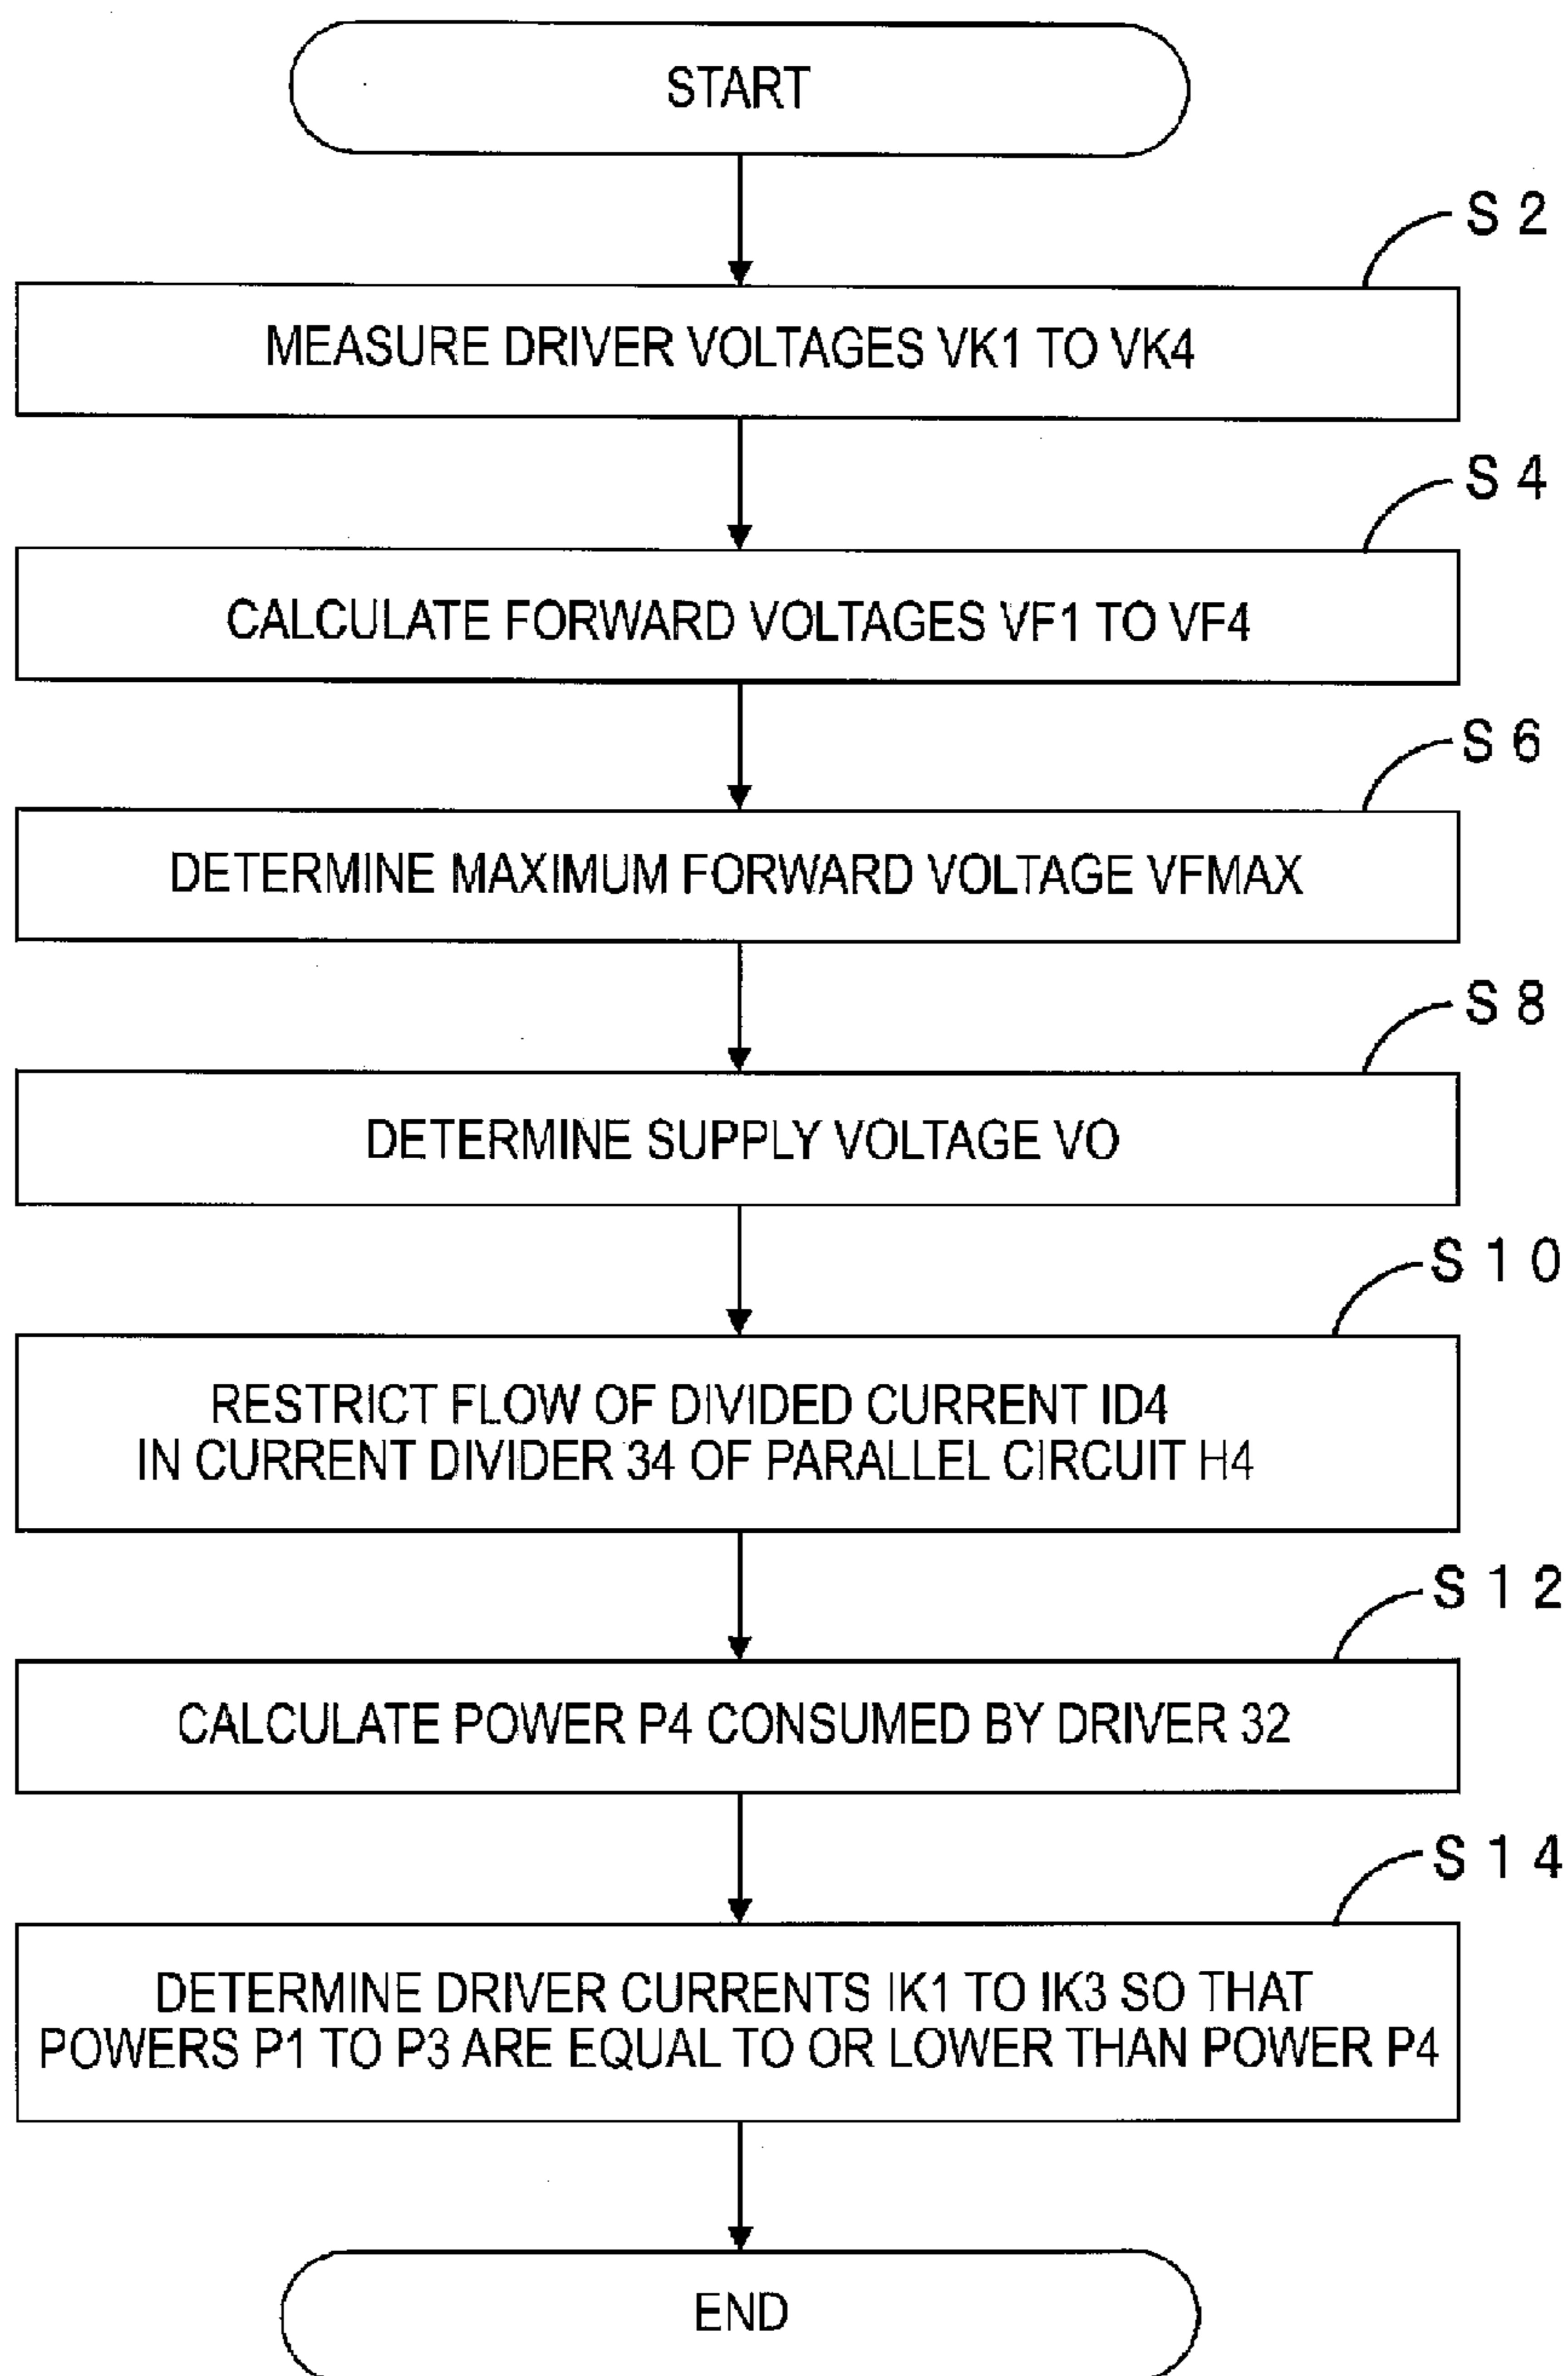 START
S 2
MEASURE DRIVER VOLTAGES VK1 TO VK4
S 4
CALCULATE FORWARD VOLTAGES VF1 TO VF4
S 6
DETERMINE MAXIMUM FORWARD VOLTAGE VFMAX
S 8
DETERMINE SUPPLY VOLTAGE VO
S 1 0
RESTRICT FLOW OF DIVIDED CURRENT ID4
IN CURRENT DIVIDER 34 OF PARALLEL CIRCUIT H4
S 1 2
CALCULATE POWER P4 CONSUMED BY DRIVER 32
S 1 4
DETERMINE DRIVER CURRENTS IK1 TO IK3 SO THAT
POWERS P1 TO P3 ARE EQUAL TO OR LOWER THAN POWER P4
END